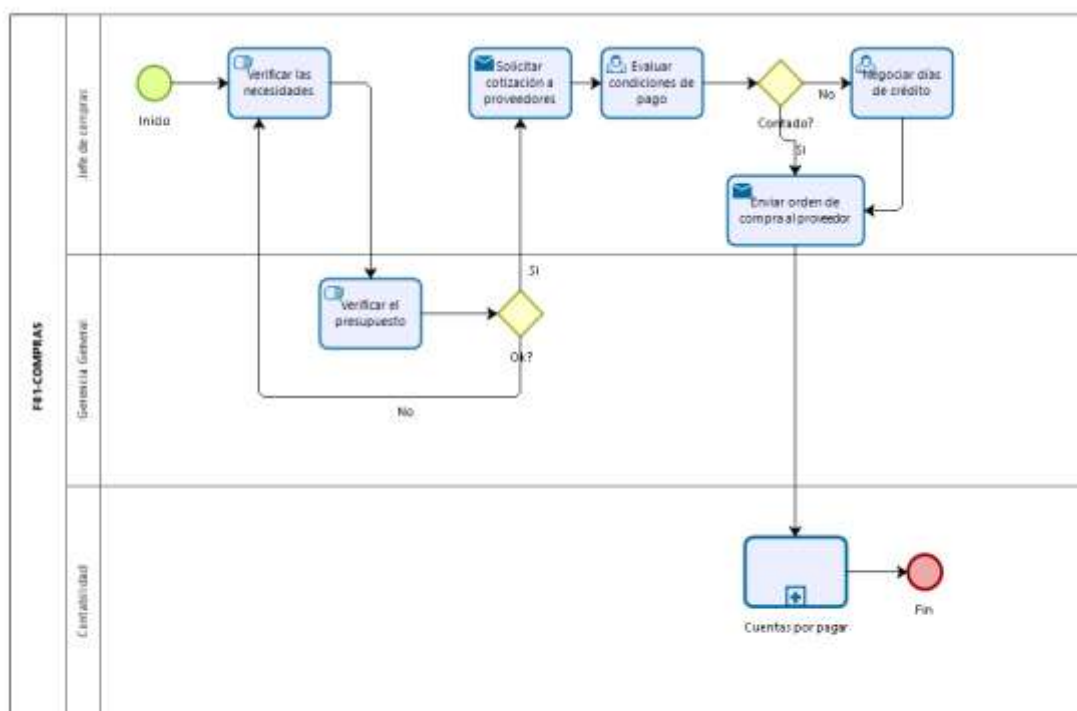 F01-COMPRAS
Jefe de compras
Inicio
Verificar las
necesidades
Solicitar
cotización a
proveedores
Evaluar
condiciones de
pago
Contado?
No
Negociar días
de crédito
Si
Enviar orden de
compra al proveedor
Gerencia General
verificar el
presupuesto
Si
Ok?
No
Contabilidad
Cuentas por pagar
Fin